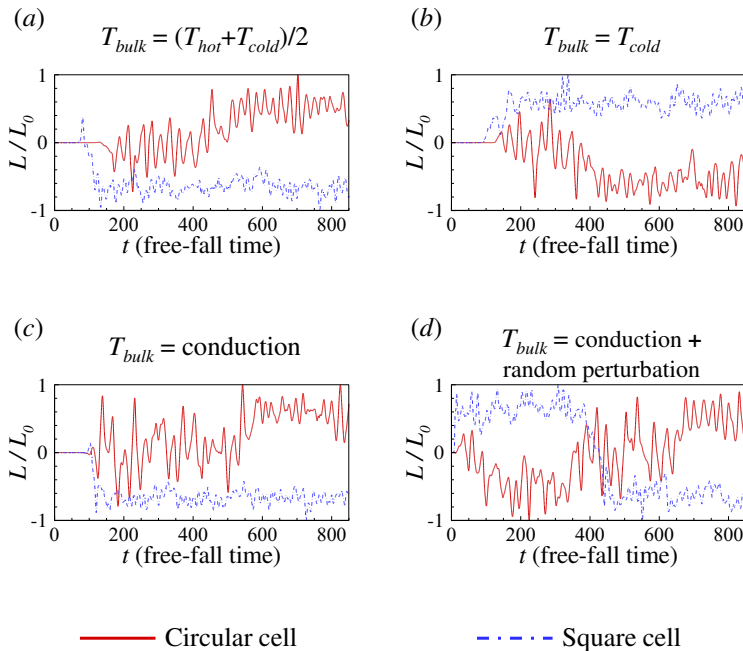 (a)
T_bulk = (T_hot+T_cold)/2
1
0
-1
L / L_0
0 200 400 600 800
t (free-fall time)
(b)
T_bulk = T_cold
1
0
-1
L / L_0
0 200 400 600 800
t (free-fall time)
(c)
T_bulk = conduction
1
0
-1
L / L_0
0 200 400 600 800
t (free-fall time)
(d)
T_bulk = conduction +
random perturbation
1
0
-1
L / L_0
0 200 400 600 800
t (free-fall time)
Circular cell
Square cell